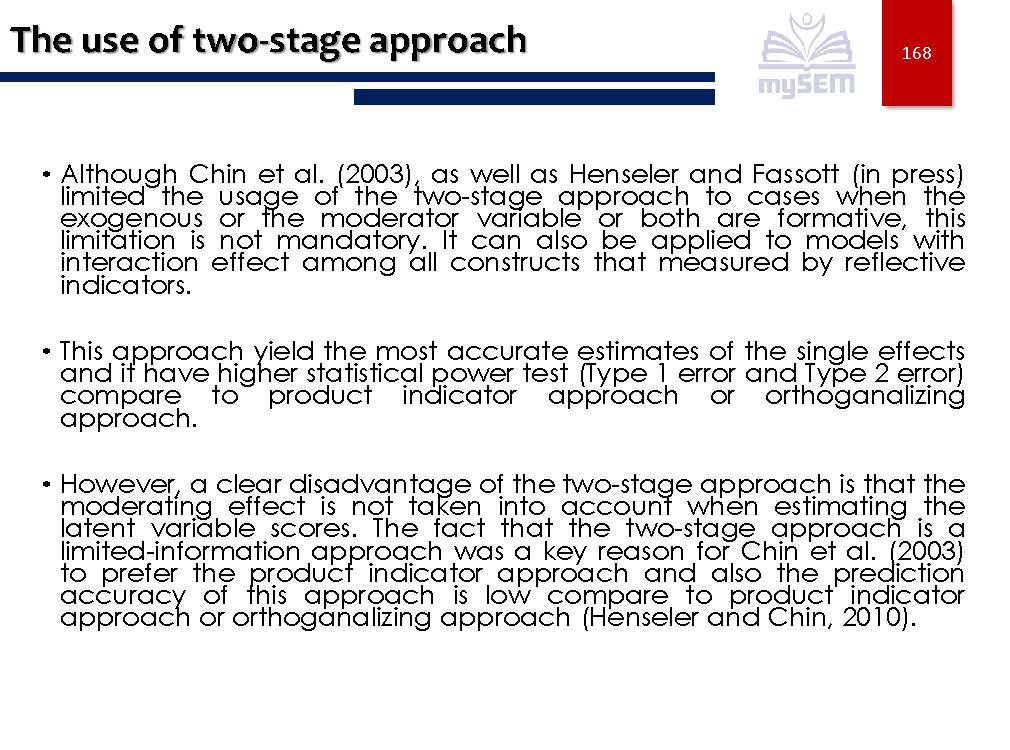 The use of two-stage approach
mySEM
168
• Although Chin et al. (2003), as well as Henseler and Fassott (in press)
limited the usage of the two-stage approach to cases when the
exogenous or the moderator variable or both are formative, this
limitation is not mandatory. It can also be applied to models with
interaction effect among all constructs that measured by reflective
indicators.
• This approach yield the most accurate estimates of the single effects
and it have higher statistical power test (Type 1 error and Type 2 error)
compare to product indicator approach or orthoganalizing
approach.
• However, a clear disadvantage of the two-stage approach is that the
moderating effect is not taken into account when estimating the
latent variable scores. The fact that the two-stage approach is a
limited-information approach was a key reason for Chin et al. (2003)
to prefer the product indicator approach and also the prediction
accuracy of this approach is low compare to product indicator
approach or orthoganalizing approach (Henseler and Chin, 2010).